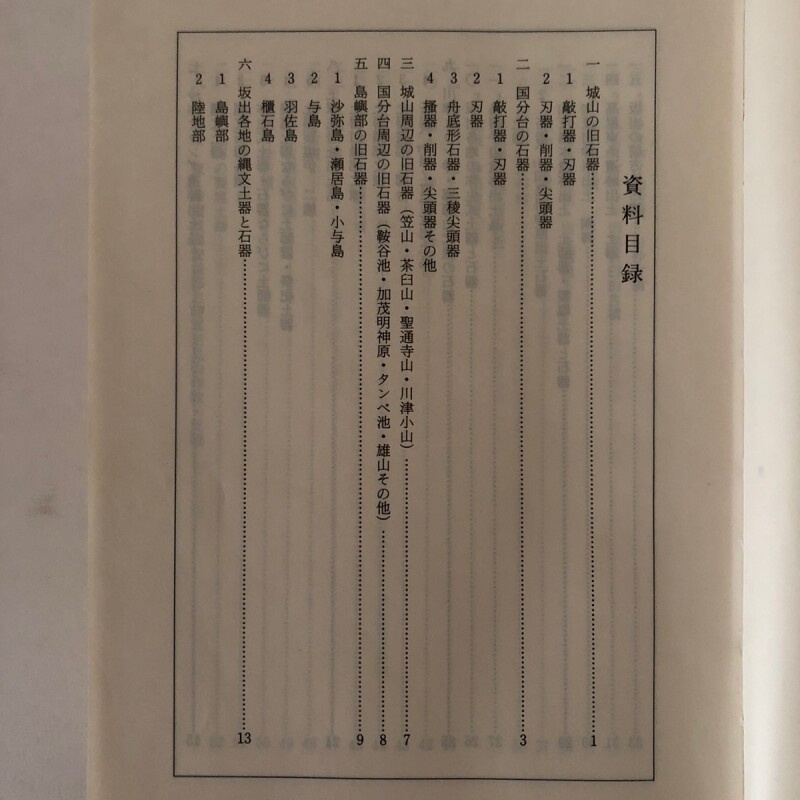 資料目録
一 城山の旧石器……………………1
1 敲打器・刃器
2 刃器・削器・尖頭器
二 国分台の石器……………………3
1 敲打器・刃器
2 刃器
3 舟底形石器・三稜尖頭器
4 搔器・削器・尖頭器その他
三 城山周辺の旧石器（笠山・茶臼山・聖通寺山・川津小山）……………………7
四 国分台周辺の旧石器（鞍谷池・加茂明神原・タンベ池・雄山その他）……………………8
五 島嶼部の旧石器……………………9
1 沙弥島・瀬居島・小与島
2 与島
3 羽佐島
4 櫃石島
六 坂出各地の縄文土器と石器……………………13
1 島嶼部
2 陸地部